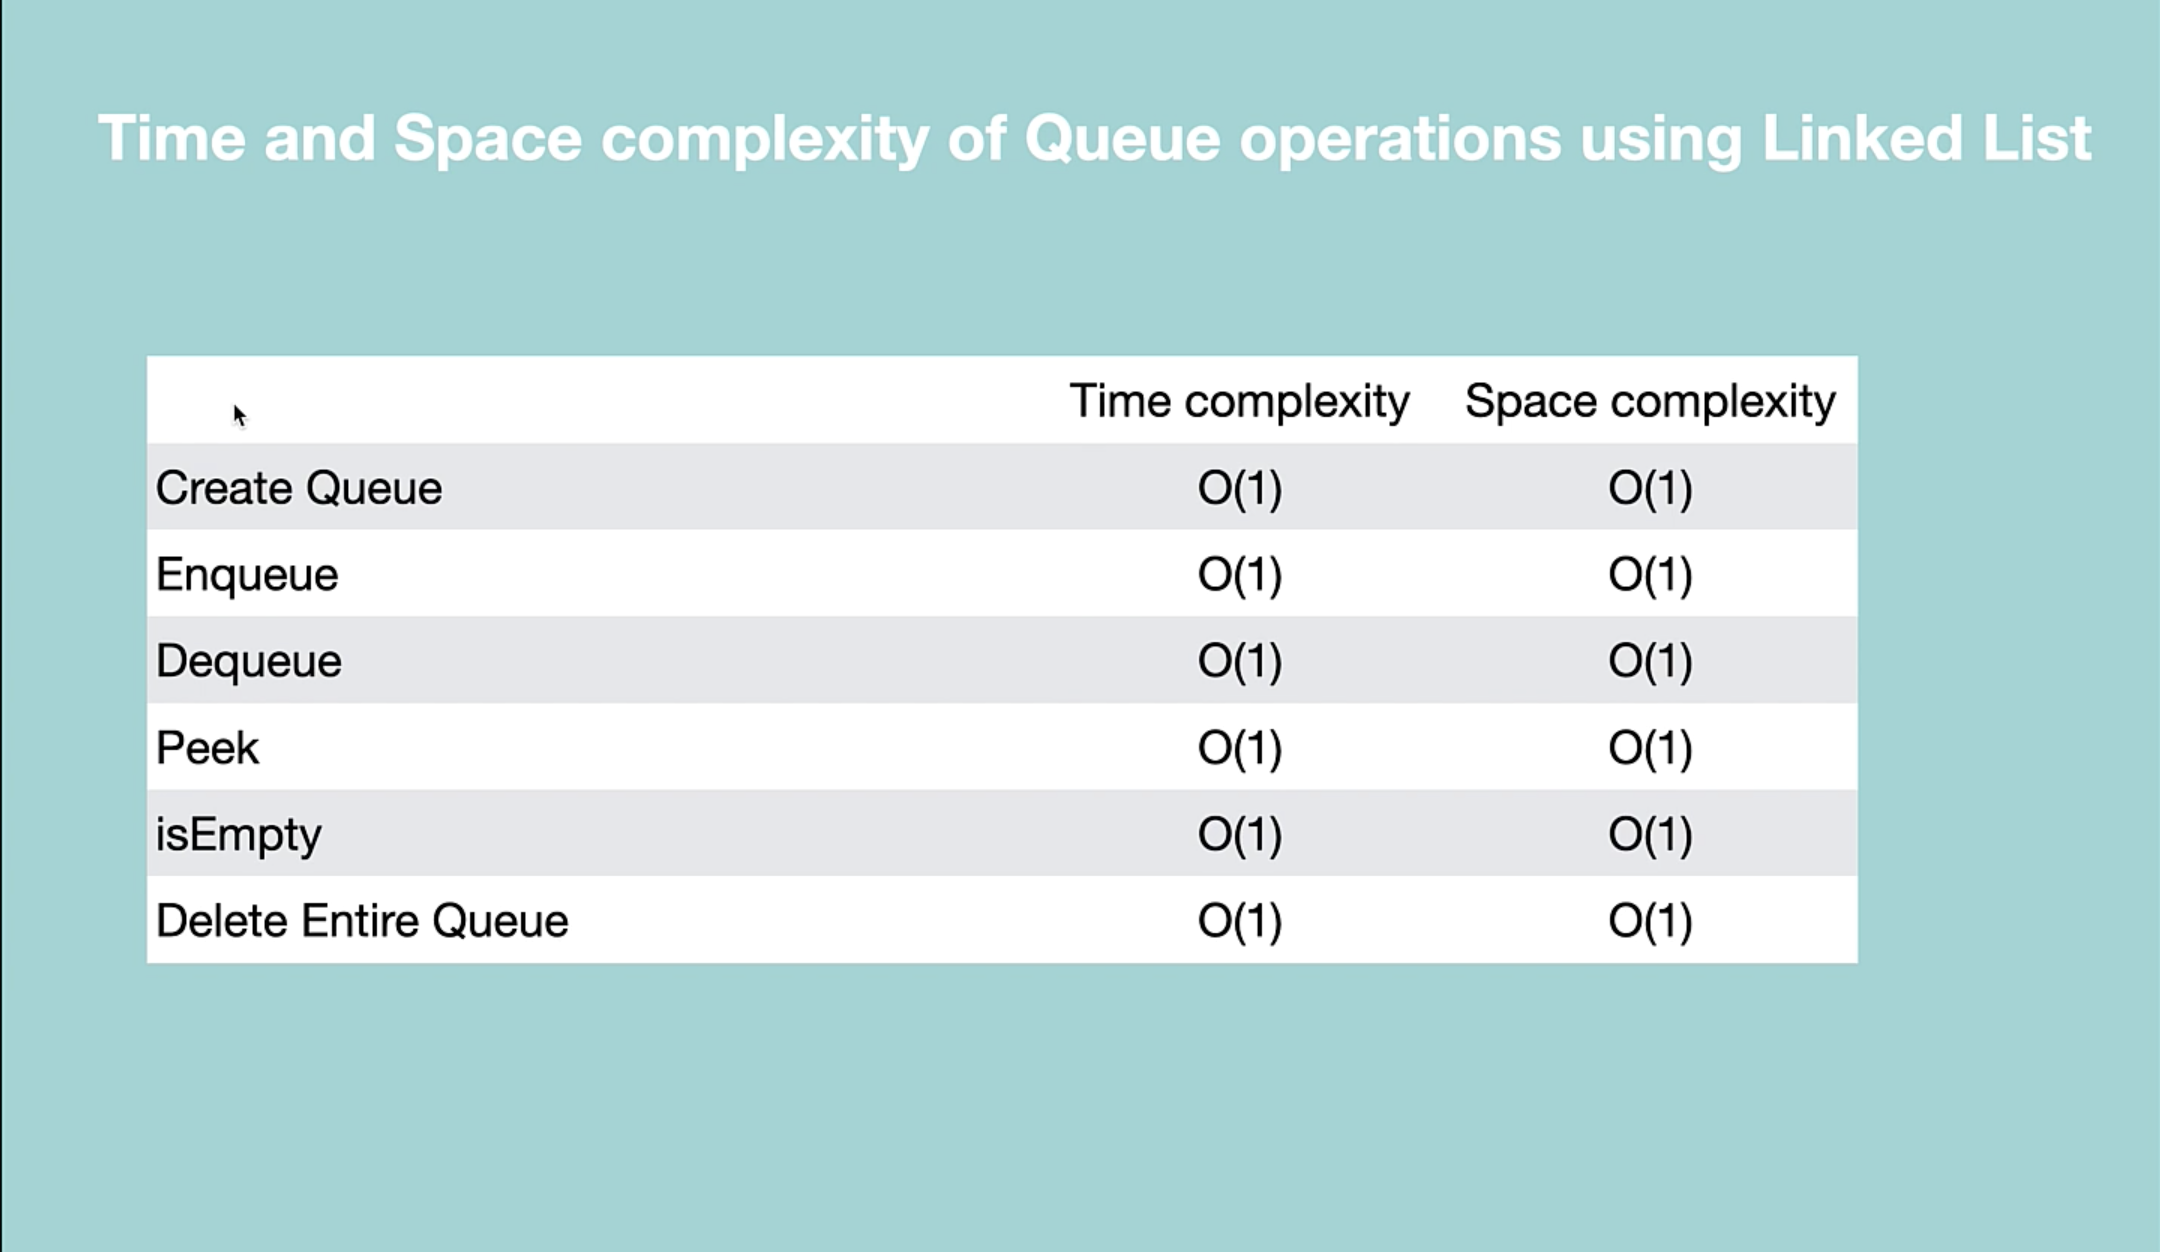 Time and Space complexity of Queue operations using Linked List
Time complexity Space complexity
Create Queue O(1) O(1)
Enqueue O(1) O(1)
Dequeue O(1) O(1)
Peek O(1) O(1)
isEmpty O(1) O(1)
Delete Entire Queue O(1) O(1)